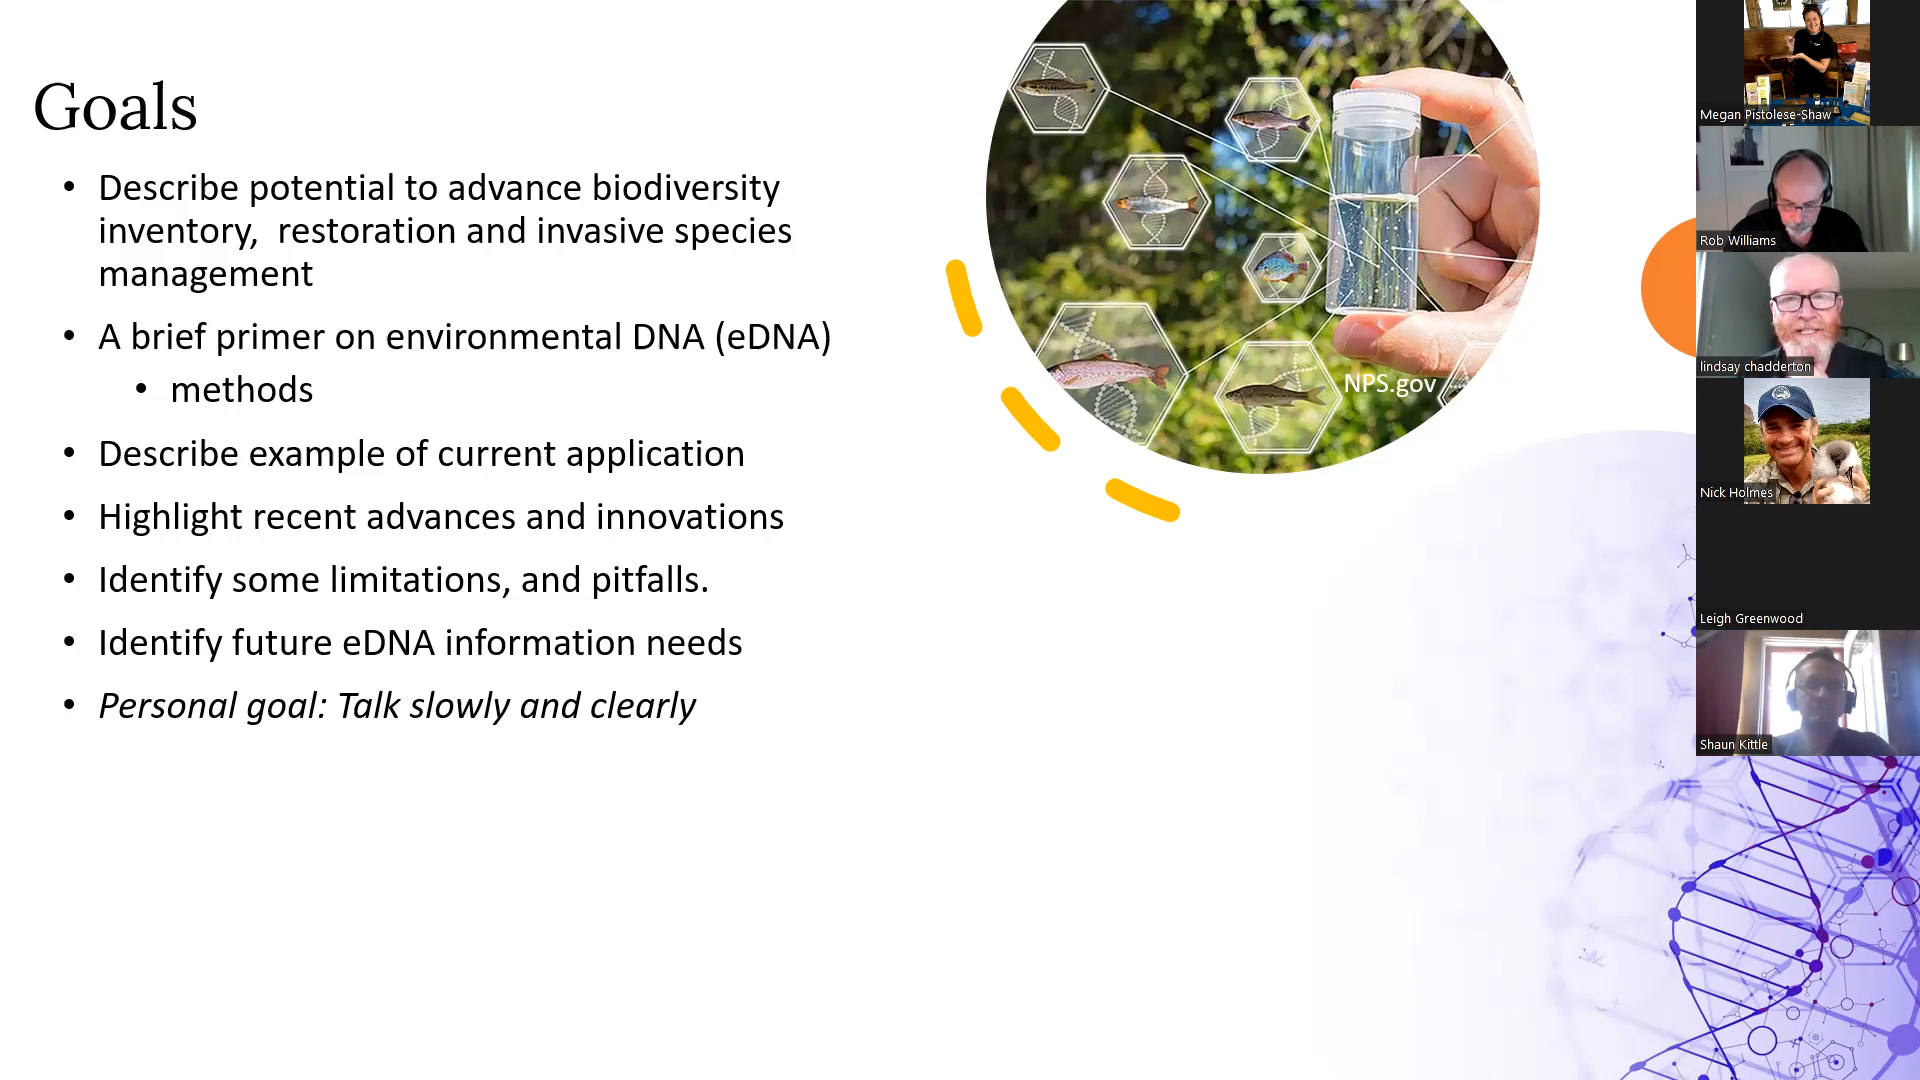 Goals
• Describe potential to advance biodiversity
inventory,  restoration and invasive species
management
• A brief primer on environmental DNA (eDNA)
• methods
• Describe example of current application
• Highlight recent advances and innovations
• Identify some limitations, and pitfalls.
• Identify future eDNA information needs
• Personal goal: Talk slowly and clearly
NPS.gov
Megan Pistolese-Shaw
Rob Williams
lindsay chadderton
Nick Holmes
Leigh Greenwood
Shaun Kittle